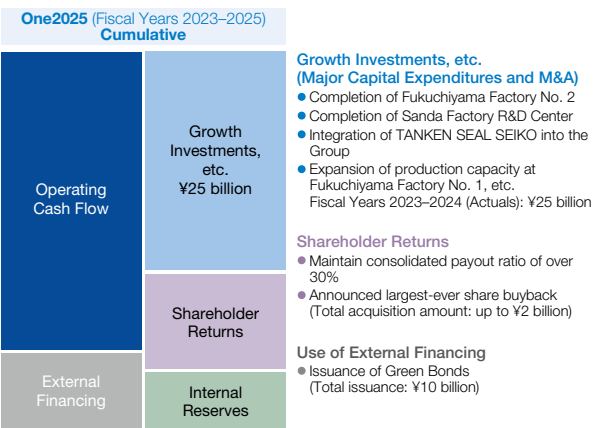 One2025 (Fiscal Years 2023–2025)
Cumulative
Operating
Cash Flow
External
Financing
Growth
Investments,
etc.
¥25 billion
Shareholder
Returns
Internal
Reserves
Growth Investments, etc.
(Major Capital Expenditures and M&A)
● Completion of Fukuchiyama Factory No. 2
● Completion of Sanda Factory R&D Center
● Integration of TANKEN SEAL SEIKO into the
Group
● Expansion of production capacity at
Fukuchiyama Factory No. 1, etc.
Fiscal Years 2023–2024 (Actuals): ¥25 billion
Shareholder Returns
● Maintain consolidated payout ratio of over
30%
● Announced largest-ever share buyback
(Total acquisition amount: up to ¥2 billion)
Use of External Financing
● Issuance of Green Bonds
(Total issuance: ¥10 billion)